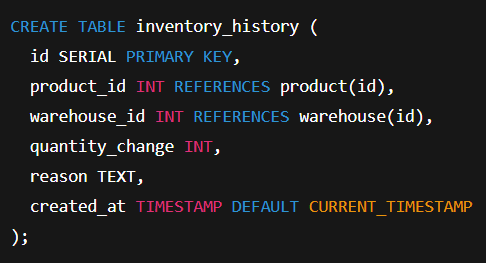 CREATE TABLE inventory_history (
id SERIAL PRIMARY KEY,
product_id INT REFERENCES product(id),
warehouse_id INT REFERENCES warehouse(id),
quantity_change INT,
reason TEXT,
created_at TIMESTAMP DEFAULT CURRENT_TIMESTAMP
);